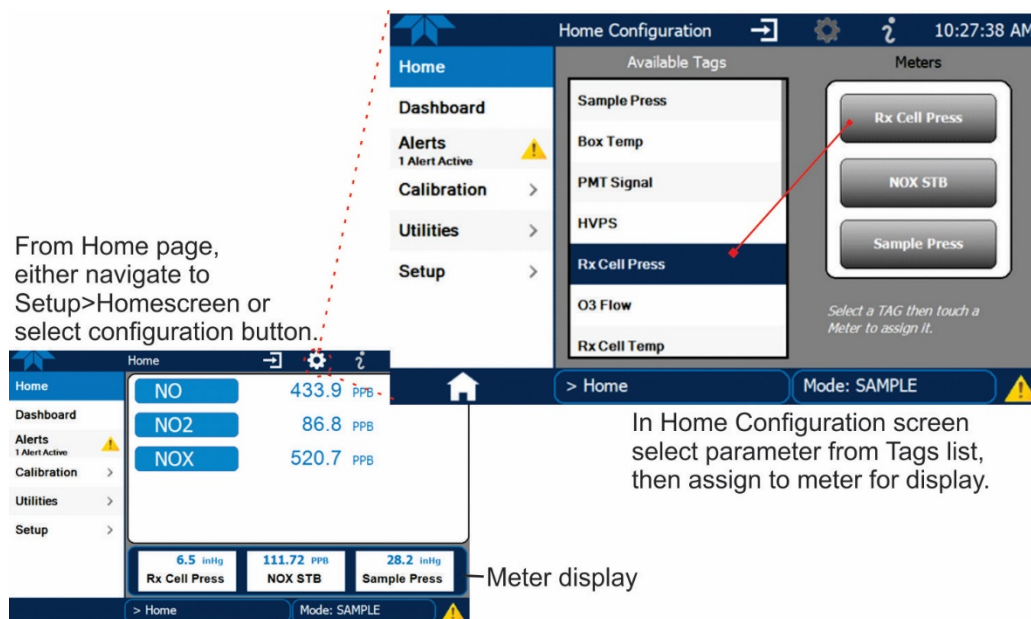 Home Configuration
10:27:38 AM
Home
Dashboard
Alerts
1 Alert Active
Calibration >
Utilities >
Setup >
Available Tags
Sample Press
Box Temp
PMT Signal
HVPS
Rx Cell Press
O3 Flow
Rx Cell Temp
Meters
Rx Cell Press
NOX STB
Sample Press
Select a TAG then touch a
Meter to assign it.
> Home
Mode: SAMPLE
From Home page,
either navigate to
Setup>Homescreen or
select configuration button.
Home
Home
Dashboard
Alerts
1 Alert Active
Calibration >
Utilities >
Setup >
NO 433.9 PPB
NO2 86.8 PPB
NOX 520.7 PPB
6.5 inHg
Rx Cell Press
111.72 PPB
NOX STB
28.2 inHg
Sample Press
> Home
Mode: SAMPLE
Meter display
In Home Configuration screen
select parameter from Tags list,
then assign to meter for display.